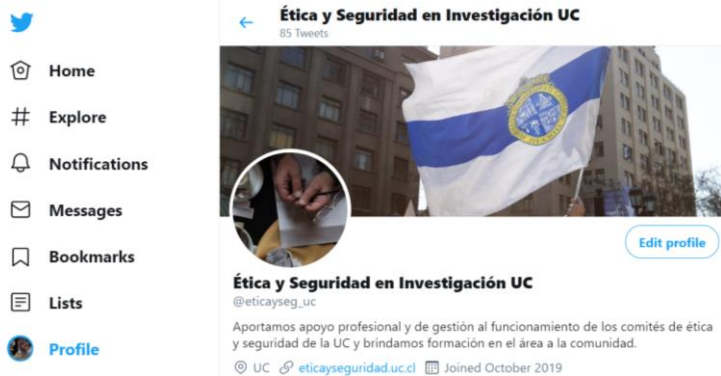 Ética y Seguridad en Investigación UC
85 Tweets
Home
Explore
Notifications
Messages
Bookmarks
Lists
Profile
Edit profile
Ética y Seguridad en Investigación UC
@eticayseg_uc
Aportamos apoyo profesional y de gestión al funcionamiento de los comités de ética
y seguridad de la UC y brindamos formación en el área a la comunidad.
UC eticayseguridad.uc.cl Joined October 2019